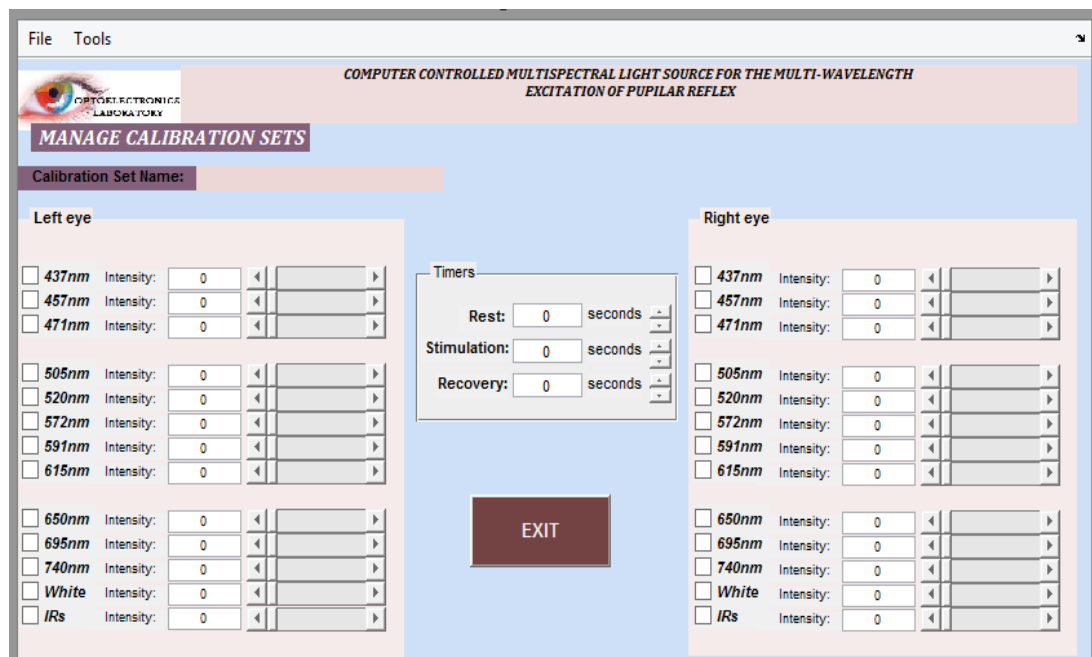 File Tools
COMPUTER CONTROLLED MULTISPECTRAL LIGHT SOURCE FOR THE MULTI-WAVELENGTH
EXCITATION OF PUPILAR REFLEX
OPTOELECTRONICS
LABORATORY
MANAGE CALIBRATION SETS
Calibration Set Name:
Left eye
437nm Intensity: 0
457nm Intensity: 0
471nm Intensity: 0
505nm Intensity: 0
520nm Intensity: 0
572nm Intensity: 0
591nm Intensity: 0
615nm Intensity: 0
650nm Intensity: 0
695nm Intensity: 0
740nm Intensity: 0
White Intensity: 0
IRs Intensity: 0
Timers
Rest: 0 seconds
Stimulation: 0 seconds
Recovery: 0 seconds
EXIT
Right eye
437nm Intensity: 0
457nm Intensity: 0
471nm Intensity: 0
505nm Intensity: 0
520nm Intensity: 0
572nm Intensity: 0
591nm Intensity: 0
615nm Intensity: 0
650nm Intensity: 0
695nm Intensity: 0
740nm Intensity: 0
White Intensity: 0
IRs Intensity: 0